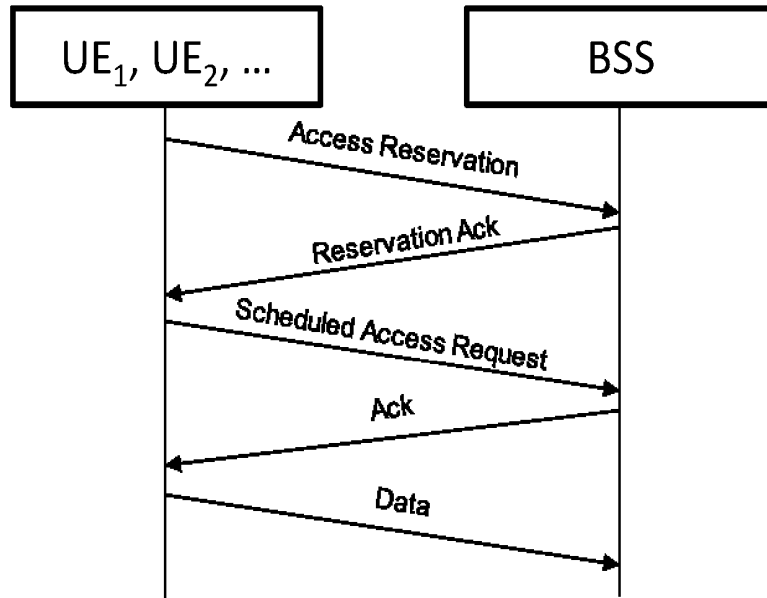 UE₁, UE₂, ...
BSS
Access Reservation
Reservation Ack
Scheduled Access Request
Ack
Data